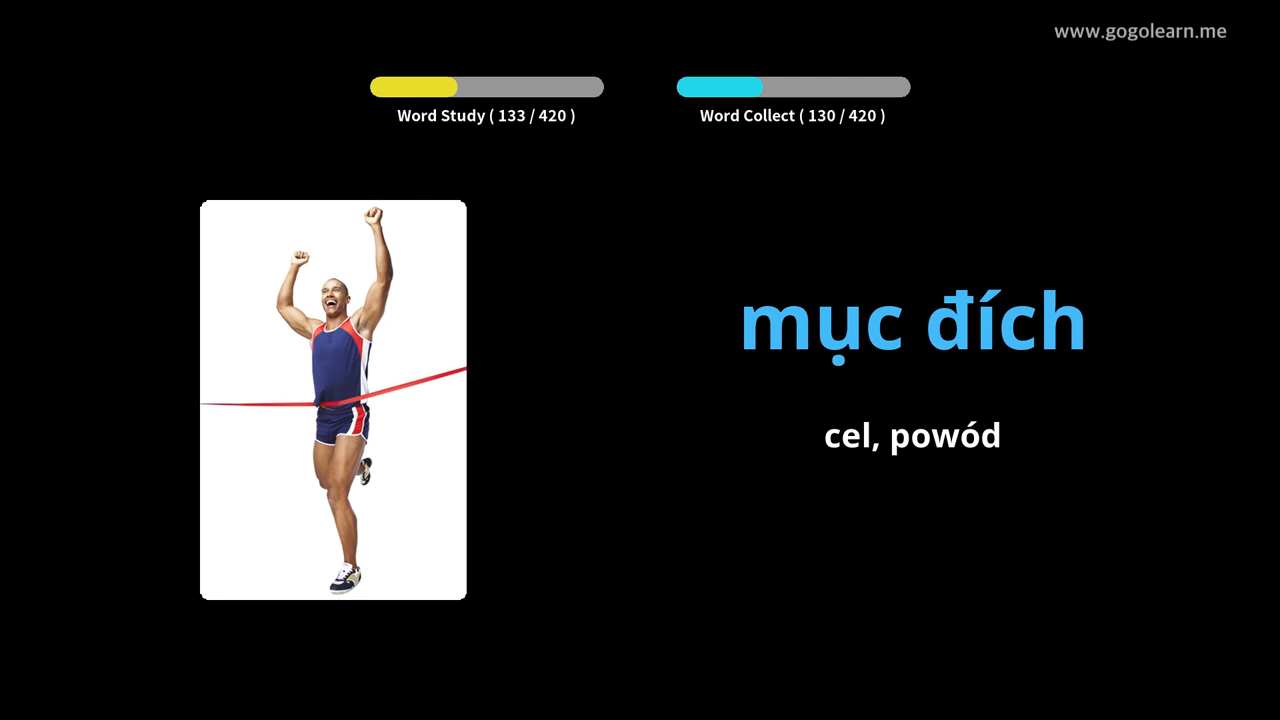 www.gogolearn.me
Word Study ( 133 / 420 )
Word Collect ( 130 / 420 )
mục đích
cel, powód